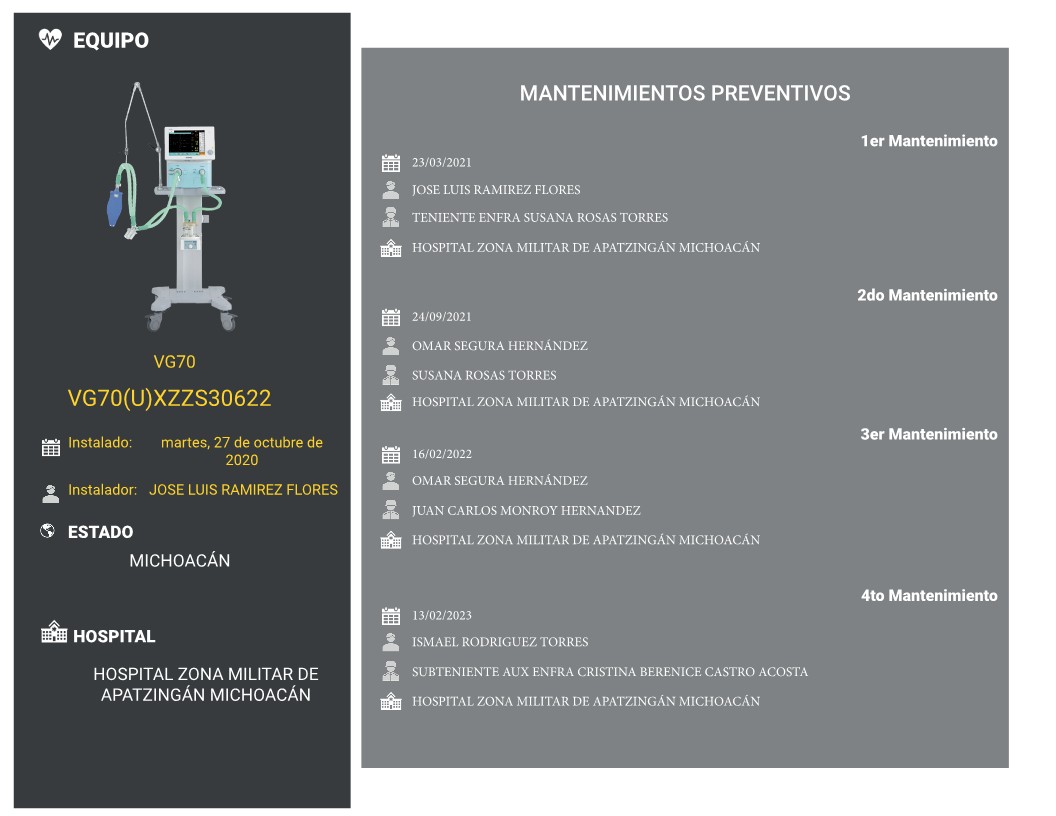 EQUIPO
VG70
VG70(U)XZZS30622
Instalado: martes, 27 de octubre de
2020
Instalador: JOSE LUIS RAMIREZ FLORES
ESTADO
MICHOACÁN
HOSPITAL
HOSPITAL ZONA MILITAR DE
APATZINGÁN MICHOACÁN
MANTENIMIENTOS PREVENTIVOS
1er Mantenimiento
23/03/2021
JOSE LUIS RAMIREZ FLORES
TENIENTE ENFRA SUSANA ROSAS TORRES
HOSPITAL ZONA MILITAR DE APATZINGÁN MICHOACÁN
2do Mantenimiento
24/09/2021
OMAR SEGURA HERNÁNDEZ
SUSANA ROSAS TORRES
HOSPITAL ZONA MILITAR DE APATZINGÁN MICHOACÁN
3er Mantenimiento
16/02/2022
OMAR SEGURA HERNÁNDEZ
JUAN CARLOS MONROY HERNANDEZ
HOSPITAL ZONA MILITAR DE APATZINGÁN MICHOACÁN
4to Mantenimiento
13/02/2023
ISMAEL RODRIGUEZ TORRES
SUBTENIENTE AUX ENFRA CRISTINA BERENICE CASTRO ACOSTA
HOSPITAL ZONA MILITAR DE APATZINGÁN MICHOACÁN